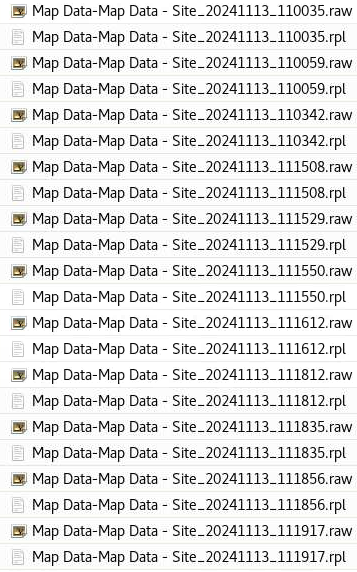 Map Data-Map Data - Site_20241113_110035.raw
Map Data-Map Data - Site_20241113_110035.rpl
Map Data-Map Data - Site_20241113_110059.raw
Map Data-Map Data - Site_20241113_110059.rpl
Map Data-Map Data - Site_20241113_110342.raw
Map Data-Map Data - Site_20241113_110342.rpl
Map Data-Map Data - Site_20241113_111508.raw
Map Data-Map Data - Site_20241113_111508.rpl
Map Data-Map Data - Site_20241113_111529.raw
Map Data-Map Data - Site_20241113_111529.rpl
Map Data-Map Data - Site_20241113_111550.raw
Map Data-Map Data - Site_20241113_111550.rpl
Map Data-Map Data - Site_20241113_111612.raw
Map Data-Map Data - Site_20241113_111612.rpl
Map Data-Map Data - Site_20241113_111812.raw
Map Data-Map Data - Site_20241113_111812.rpl
Map Data-Map Data - Site_20241113_111835.raw
Map Data-Map Data - Site_20241113_111835.rpl
Map Data-Map Data - Site_20241113_111856.raw
Map Data-Map Data - Site_20241113_111856.rpl
Map Data-Map Data - Site_20241113_111917.raw
Map Data-Map Data - Site_20241113_111917.rpl